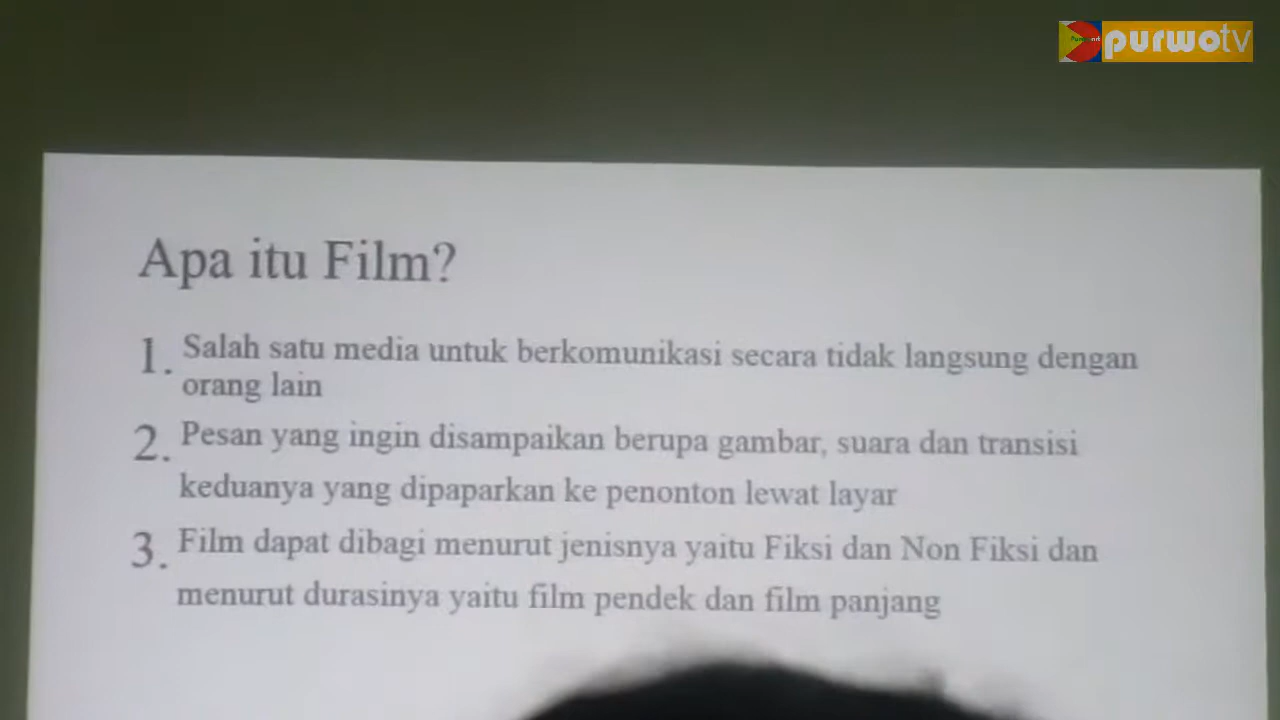 purwotv
Apa itu Film?
1. Salah satu media untuk berkomunikasi secara tidak langsung dengan
orang lain
2. Pesan yang ingin disampaikan berupa gambar, suara dan transisi
keduanya yang dipaparkan ke penonton lewat layar
3. Film dapat dibagi menurut jenisnya yaitu Fiksi dan Non Fiksi dan
menurut durasinya yaitu film pendek dan film panjang